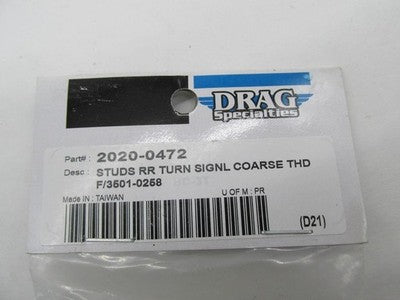 DRAG
Specialties
Part# : 2020-0472
Desc : STUDS RR TURN SIGNL COARSE THD
F/3501-0258
Made IN : TAIWAN U OF M : PR
(D21)